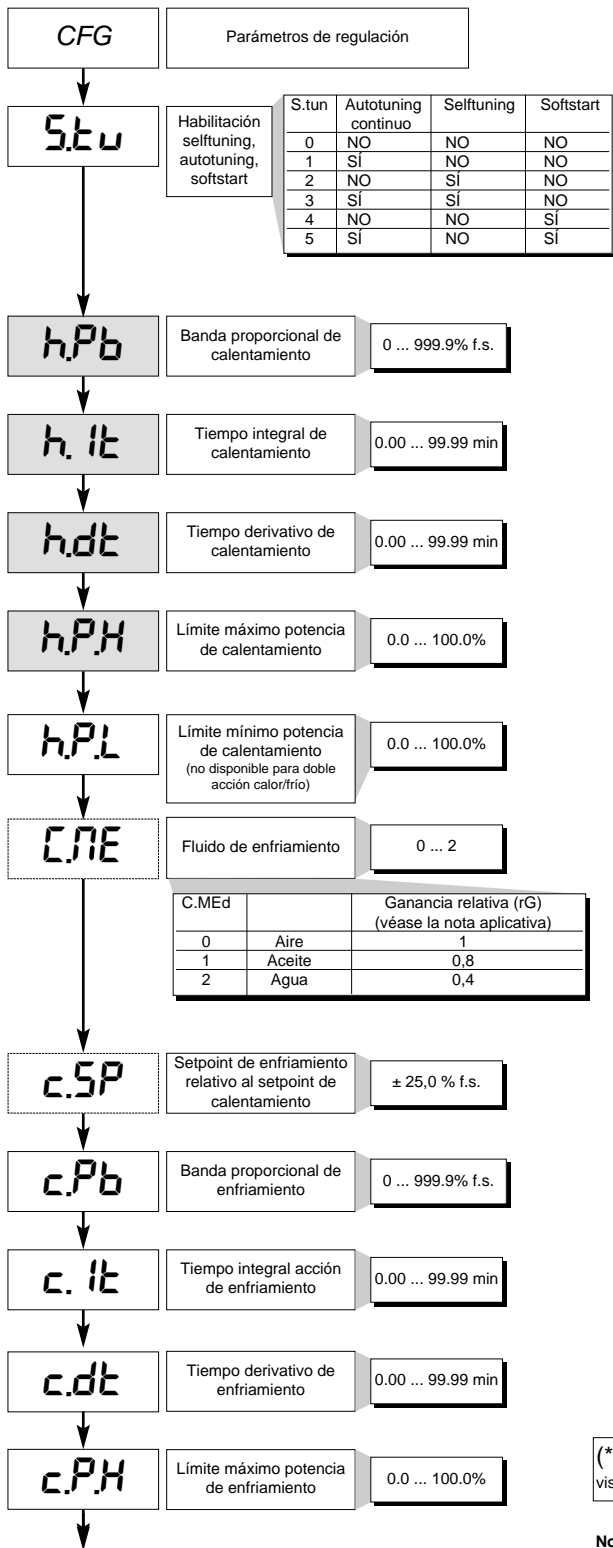 CFG
Parámetros de regulación
S.tu
Habilitación
selftuning,
autotuning,
softstart
S.tun Autotuning continuo Selftuning Softstart
0 NO NO NO
1 SÍ NO NO
2 NO SÍ NO
3 SÍ SÍ NO
4 NO NO SÍ
5 SÍ NO SÍ
h.Pb
Banda proporcional de
calentamiento
0 ... 999.9% f.s.
h.It
Tiempo integral de
calentamiento
0.00 ... 99.99 min
h.dt
Tiempo derivativo de
calentamiento
0.00 ... 99.99 min
h.P.H
Límite máximo potencia
de calentamiento
0.0 ... 100.0%
h.P.L
Límite mínimo potencia
de calentamiento
(no disponible para doble
acción calor/frío)
0.0 ... 100.0%
C.ME
Fluido de enfriamiento
0 ... 2
C.MEd Ganancia relativa (rG)
(véase la nota aplicativa)
0 Aire 1
1 Aceite 0,8
2 Agua 0,4
c.SP
Setpoint de enfriamiento
relativo al setpoint de
calentamiento
± 25,0 % f.s.
c.Pb
Banda proporcional de
enfriamiento
0 ... 999.9% f.s.
c.It
Tiempo integral acción
de enfriamiento
0.00 ... 99.99 min
c.dt
Tiempo derivativo de
enfriamiento
0.00 ... 99.99 min
c.P.H
Límite máximo potencia
de enfriamiento
0.0 ... 100.0%
(*
vis
No